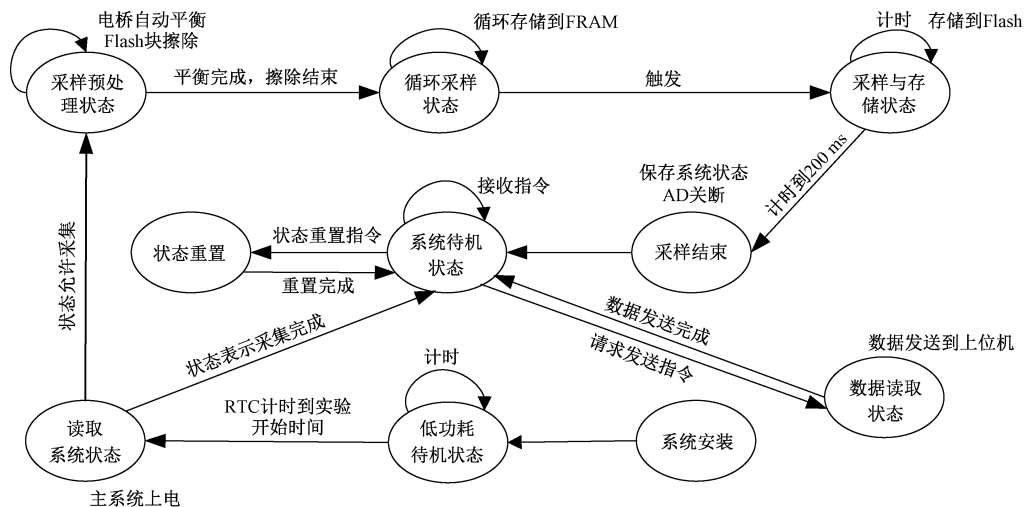 电桥自动平衡
Flash块擦除
循环存储到FRAM
计时
存储到Flash
采样预处
理状态
平衡完成，擦除结束
循环采样
状态
触发
采样与存
储状态
计时到200 ms
保存系统状态
AD关断
接收指令
状态允许采集
状态重置
状态重置指令
重置完成
系统待机
状态
采样结束
状态表示采集完成
数据发送完成
请求发送指令
数据发送到上位机
数据读取
状态
计时
RTC计时到实验
开始时间
读取
系统状态
低功耗
待机状态
系统安装
主系统上电